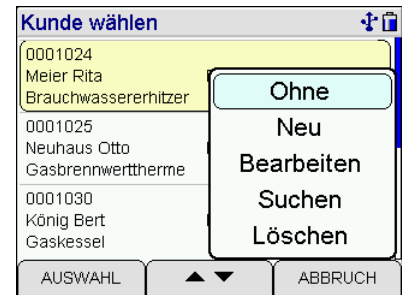 Kunde wählen
0001024
Meier Rita
Brauchwassererhitzer
0001025
Neuhaus Otto
Gasbrennwerttherme
0001030
König Bert
Gaskessel
Ohne
Neu
Bearbeiten
Suchen
Löschen
AUSWAHL
ABBRUCH